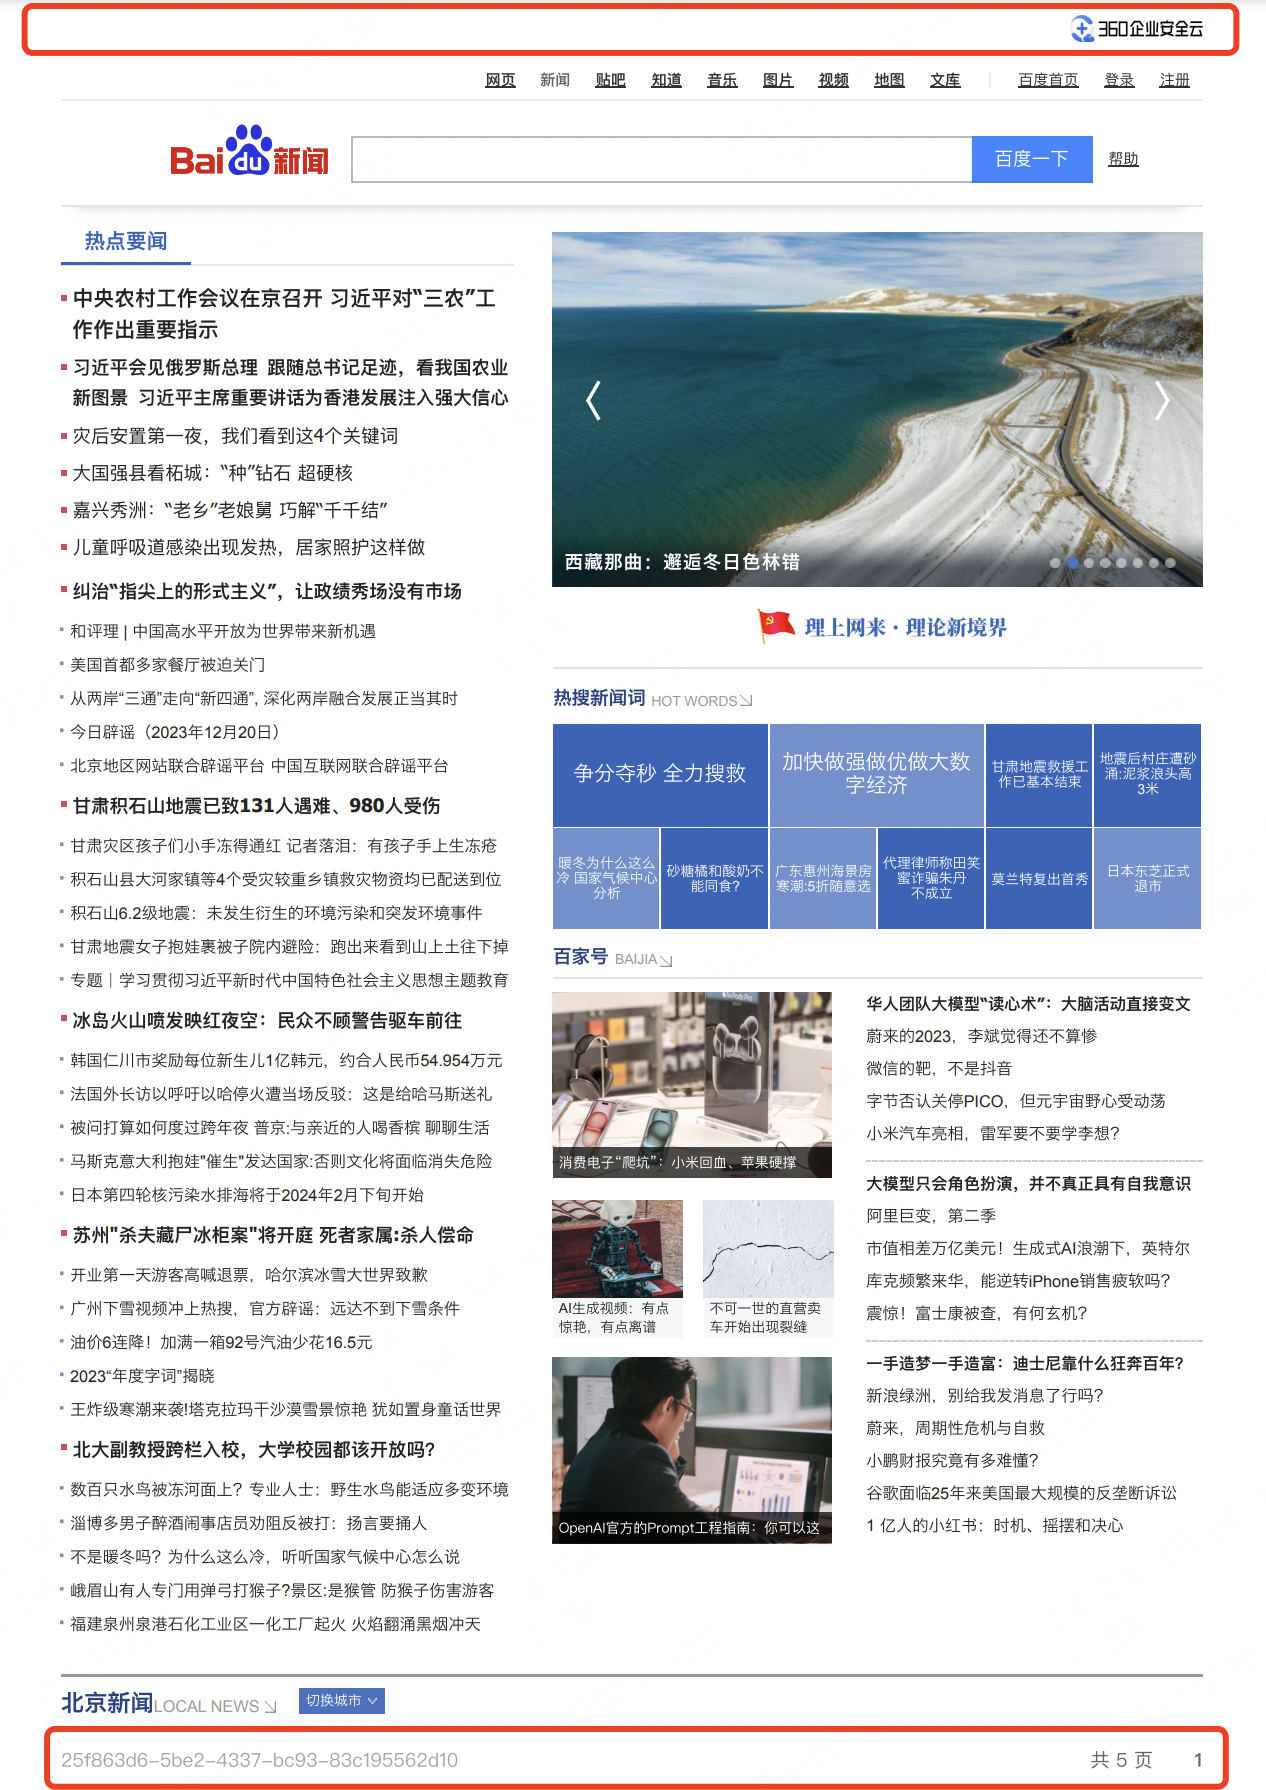 360企业安全云
网页 新闻 贴吧 知道 音乐 图片 视频 地图 文库 | 百度首页 登录 注册
Bai du 新闻
百度一下 帮助
热点要闻
中央农村工作会议在京召开 习近平对“三农”工
作作出重要指示
习近平会见俄罗斯总理 跟随总书记足迹，看我国农业
新图景 习近平主席重要讲话为香港发展注入强大信心
灾后安置第一夜，我们看到这4个关键词
大国强县看柘城：“种”钻石 超硬核
嘉兴秀洲：“老乡”老娘舅 巧解“千千结”
儿童呼吸道感染出现发热，居家照护这样做
纠治“指尖上的形式主义”，让政绩秀场没有市场
和评理 | 中国高水平开放为世界带来新机遇
美国首都多家餐厅被迫关门
从两岸“三通”走向“新四通”, 深化两岸融合发展正当其时
今日辟谣（2023年12月20日）
北京地区网站联合辟谣平台 中国互联网联合辟谣平台
甘肃积石山地震已致131人遇难、980人受伤
甘肃灾区孩子们小手冻得通红 记者落泪：有孩子手上生冻疮
积石山县大河家镇等4个受灾较重乡镇救灾物资均已配送到位
积石山6.2级地震：未发生衍生的环境污染和突发环境事件
甘肃地震女子抱娃裹被子院内避险：跑出来看到山上土往下掉
专题｜学习贯彻习近平新时代中国特色社会主义思想主题教育
冰岛火山喷发映红夜空：民众不顾警告驱车前往
韩国仁川市奖励每位新生儿1亿韩元，约合人民币54.954万元
法国外长访以呼吁以哈停火遭当场反驳：这是给哈马斯送礼
被问打算如何度过跨年夜 普京:与亲近的人喝香槟 聊聊生活
马斯克意大利抱娃"催生"发达国家:否则文化将面临消失危险
日本第四轮核污染水排海将于2024年2月下旬开始
苏州"杀夫藏尸冰柜案"将开庭 死者家属:杀人偿命
开业第一天游客高喊退票，哈尔滨冰雪大世界致歉
广州下雪视频冲上热搜，官方辟谣：远达不到下雪条件
油价6连降！加满一箱92号汽油少花16.5元
2023“年度字词”揭晓
王炸级寒潮来袭!塔克拉玛干沙漠雪景惊艳 犹如置身童话世界
北大副教授跨栏入校，大学校园都该开放吗？
数百只水鸟被冻河面上？专业人士：野生水鸟能适应多变环境
淄博多男子醉酒闹事店员劝阻反被打：扬言要捅人
不是暖冬吗？为什么这么冷，听听国家气候中心怎么说
峨眉山有人专门用弹弓打猴子?景区:是猴管 防猴子伤害游客
福建泉州泉港石化工业区一化工厂起火 火焰翻涌黑烟冲天
西藏那曲：邂逅冬日色林错
理上网来·理论新境界
热搜新闻词 HOT WORDS
争分夺秒 全力搜救
加快做强做优做大数
字经济
甘肃地震救援工
作已基本结束
地震后村庄遭砂
涌:泥浆浪头高
3米
暖冬为什么这么
冷 国家气候中心
分析
砂糖橘和酸奶不
能同食?
广东惠州海景房
寒潮:5折随意选
代理律师称田笑
蜜诈骗朱丹
不成立
莫兰特复出首秀
日本东芝正式
退市
百家号 BAIJIA
消费电子“爬坑”：小米回血、苹果硬撑
AI生成视频：有点
惊艳，有点离谱
不可一世的直营卖
车开始出现裂缝
OpenAI官方的Prompt工程指南：你可以这
华人团队大模型“读心术”：大脑活动直接变文
蔚来的2023，李斌觉得还不算惨
微信的靶，不是抖音
字节否认关停PICO，但元宇宙野心受动荡
小米汽车亮相，雷军要不要学李想？
大模型只会角色扮演，并不真正具有自我意识
阿里巨变，第二季
市值相差万亿美元！生成式AI浪潮下，英特尔
库克频繁来华，能逆转iPhone销售疲软吗？
震惊！富士康被查，有何玄机？
一手造梦一手造富：迪士尼靠什么狂奔百年？
新浪绿洲，别给我发消息了行吗？
蔚来，周期性危机与自救
小鹏财报究竟有多难懂？
谷歌面临25年来美国最大规模的反垄断诉讼
1 亿人的小红书：时机、摇摆和决心
北京新闻LOCAL NEWS 切换城市
25f863d6-5be2-4337-bc93-83c195562d10 共 5 页 1